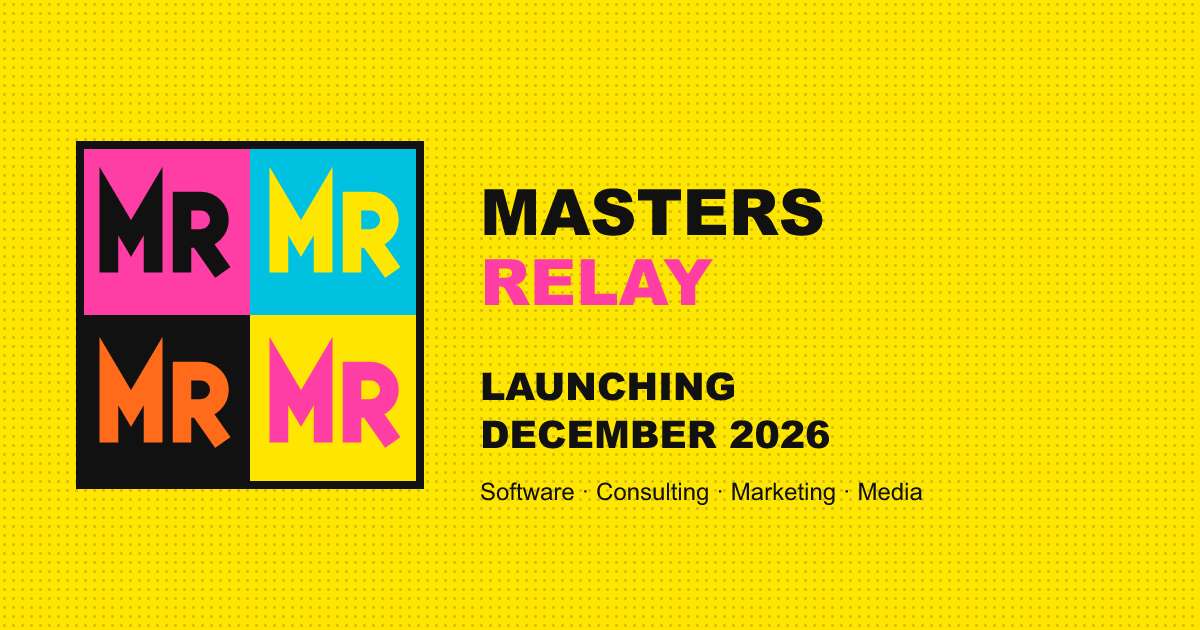 MR MR
MR MR
MASTERS
RELAY
LAUNCHING
DECEMBER 2026
Software · Consulting · Marketing · Media